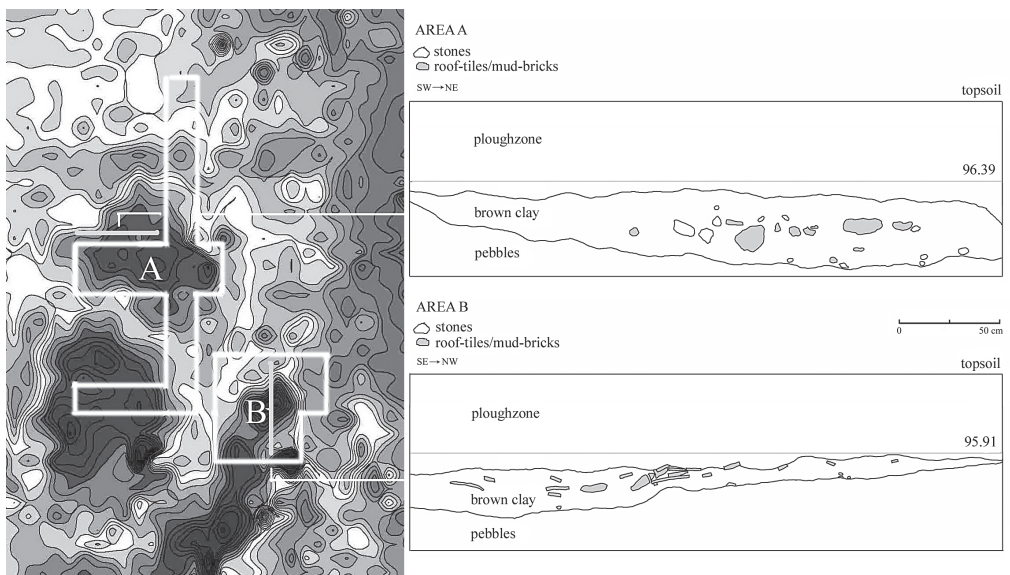 A
B
AREA A
stones
roof-tiles/mud-bricks
SW→NE
topsoil
ploughzone
96.39
brown clay
pebbles
AREA B
stones
roof-tiles/mud-bricks
0 50 cm
SE→NW
topsoil
ploughzone
95.91
brown clay
pebbles